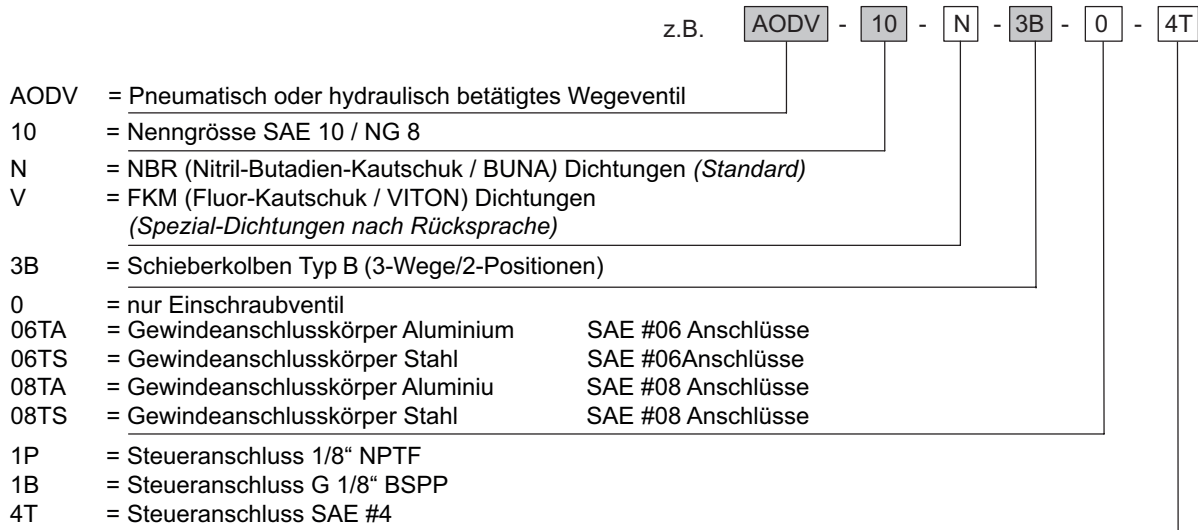 z.B. AODV - 10 - N - 3B - 0 - 4T
AODV = Pneumatisch oder hydraulisch betätigtes Wegeventil
10 = Nenngrösse SAE 10 / NG 8
N = NBR (Nitril-Butadien-Kautschuk / BUNA) Dichtungen (Standard)
V = FKM (Fluor-Kautschuk / VITON) Dichtungen
(Spezial-Dichtungen nach Rücksprache)
3B = Schieberkolben Typ B (3-Wege/2-Positionen)
0 = nur Einschraubventil
06TA = Gewindeanschlusskörper Aluminium SAE #06 Anschlüsse
06TS = Gewindeanschlusskörper Stahl SAE #06Anschlüsse
08TA = Gewindeanschlusskörper Aluminiu SAE #08 Anschlüsse
08TS = Gewindeanschlusskörper Stahl SAE #08 Anschlüsse
1P = Steueranschluss 1/8“ NPTF
1B = Steueranschluss G 1/8“ BSPP
4T = Steueranschluss SAE #4